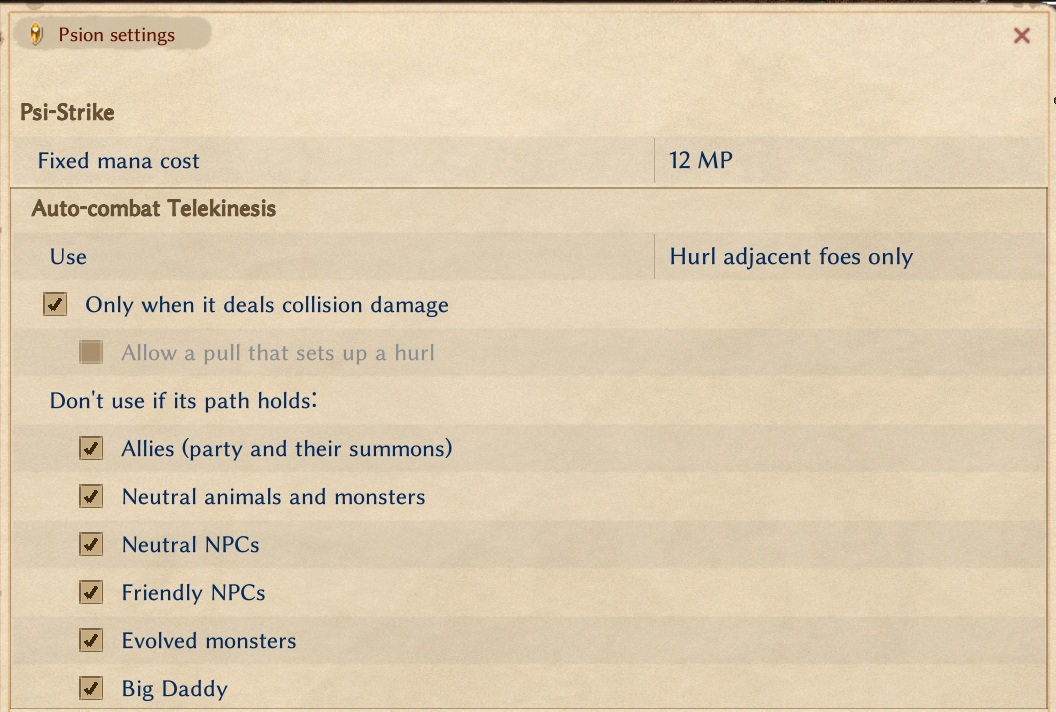 Psion settings
Psi-Strike
Fixed mana cost 12 MP
Auto-combat Telekinesis
Use Hurl adjacent foes only
Only when it deals collision damage
Allow a pull that sets up a hurl
Don't use if its path holds:
Allies (party and their summons)
Neutral animals and monsters
Neutral NPCs
Friendly NPCs
Evolved monsters
Big Daddy